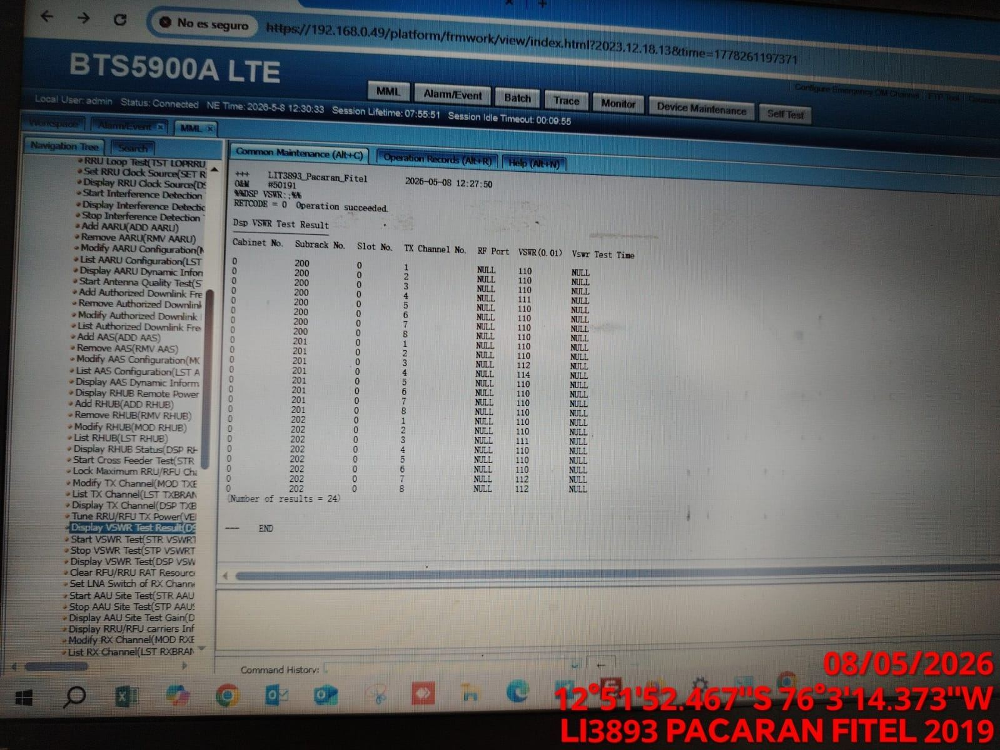 No es seguro
https://192.168.0.49/platform/frmwork/view/index.html?2023.12.18.13&time=1778261197371
BTS5900A LTE
Configure Emergency OM Channel FTP Tool
MML Alarm/Event Batch Trace Monitor Device Maintenance Self Test
Local User: admin Status: Connected NE Time: 2026-5-8 12:30:33 Session Lifetime: 07:55:51 Session Idle Timeout: 00:09:55
Workspace Alarm/Event × MML ×
Navigation Tree Search
RRU Loop Test(TST LOPRRU
Set RRU Clock Source(SET R
Display RRU Clock Source(DS
Start Interference Detection
Display Interference Detectic
Stop Interference Detection
Add AARU(ADD AARU)
Remove AARU(RMV AARU)
Modify AARU Configuration(M
List AARU Configuration(LST
Display AARU Dynamic Infon
Start Antenna Quality Test(S
Add Authorized Downlink Fre
Remove Authorized Downlink
Modify Authorized Downlink
List Authorized Downlink Fre
Add AAS(ADD AAS)
Remove AAS(RMV AAS)
Modify AAS Configuration(MO
List AAS Configuration(LST A
Display AAS Dynamic Inform
Display RHUB Remote Power
Add RHUB(ADD RHUB)
Remove RHUB(RMV RHUB)
Modify RHUB(MOD RHUB)
List RHUB(LST RHUB)
Display RHUB Status(DSP RH
Start Cross Feeder Test(STR
Lock Maximum RRU/RFU Cha
Modify TX Channel(MOD TXB
List TX Channel(LST TXBRAN
Display TX Channel(DSP TXB
Tune RRU/RFU TX Power(VEI
Display VSWR Test Result(DS
Start VSWR Test(STR VSWRT
Stop VSWR Test(STP VSWRT
Display VSWR Test(DSP VSW
Clear RFU/RRU RAT Resourc
Set LNA Switch of RX Chann
Start AAU Site Test(STR AAU
Stop AAU Site Test(STP AAUS
Display AAU Site Test Gain(D
Display RRU/RFU carriers Inf
Modify RX Channel(MOD RXB
List RX Channel(LST RXBRAN
Common Maintenance (Alt+C) Operation Records (Alt+R) Help (Alt+N)
+++ LIT3893_Pacaran_Fitel 2026-05-08 12:27:50
O&M #50191
%%DSP VSWR:;%%
RETCODE = 0 Operation succeeded.
Dsp VSWR Test Result
Cabinet No. Subrack No. Slot No. TX Channel No. RF Port VSWR(0.01) Vswr Test Time
0 200 0 1 NULL 110 NULL
0 200 0 2 NULL 110 NULL
0 200 0 3 NULL 110 NULL
0 200 0 4 NULL 111 NULL
0 200 0 5 NULL 110 NULL
0 200 0 6 NULL 110 NULL
0 200 0 7 NULL 110 NULL
0 200 0 8 NULL 110 NULL
0 201 0 1 NULL 110 NULL
0 201 0 2 NULL 110 NULL
0 201 0 3 NULL 112 NULL
0 201 0 4 NULL 114 NULL
0 201 0 5 NULL 110 NULL
0 201 0 6 NULL 110 NULL
0 201 0 7 NULL 110 NULL
0 201 0 8 NULL 110 NULL
0 202 0 1 NULL 110 NULL
0 202 0 2 NULL 110 NULL
0 202 0 3 NULL 111 NULL
0 202 0 4 NULL 110 NULL
0 202 0 5 NULL 110 NULL
0 202 0 6 NULL 110 NULL
0 202 0 7 NULL 112 NULL
0 202 0 8 NULL 112 NULL
(Number of results = 24)
--- END
Command History:
08/05/2026
12°51'52.467"S 76°3'14.373"W
LI3893 PACARAN FITEL 2019